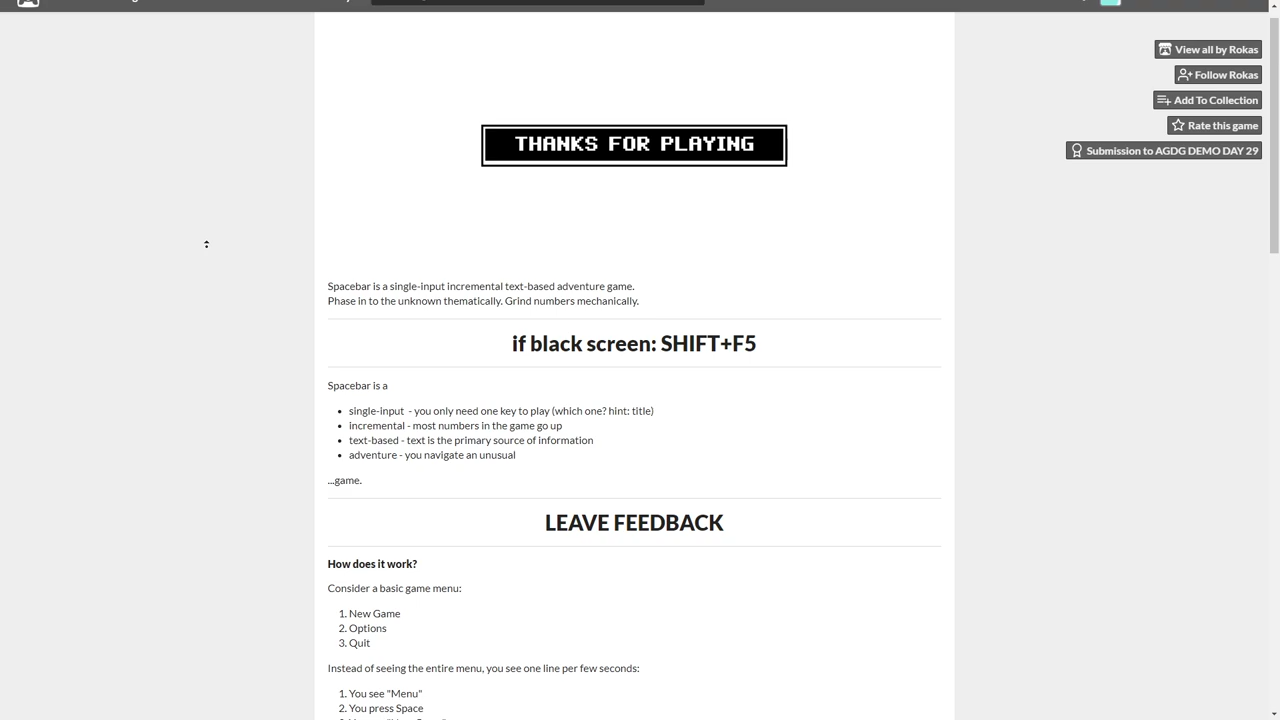 View all by Rokas
Follow Rokas
Add To Collection
Rate this game
Submission to AGDG DEMO DAY 29
THANKS FOR PLAYING
Spacebar is a single-input incremental text-based adventure game.
Phase in to the unknown thematically. Grind numbers mechanically.
if black screen: SHIFT+F5
Spacebar is a
• single-input - you only need one key to play (which one? hint: title)
• incremental - most numbers in the game go up
• text-based - text is the primary source of information
• adventure - you navigate an unusual
...game.
LEAVE FEEDBACK
How does it work?
Consider a basic game menu:
1. New Game
2. Options
3. Quit
Instead of seeing the entire menu, you see one line per few seconds:
1. You see "Menu"
2. You press Space